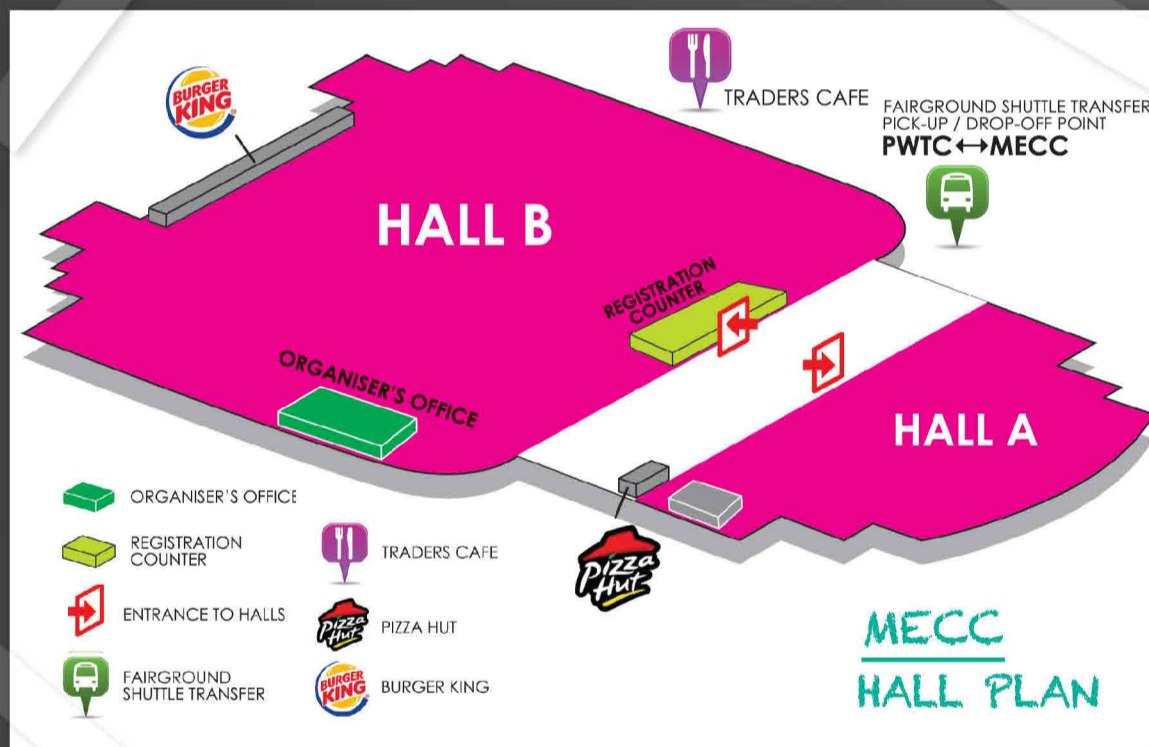 BURGER
KING
TRADERS CAFE
FAIRGROUND SHUTTLE TRANSFER
PICK-UP / DROP-OFF POINT
PWTC↔MECC
HALL B
REGISTRATION
COUNTER
ORGANISER'S OFFICE
HALL A
Pizza
Hut
ORGANISER'S OFFICE
REGISTRATION
COUNTER
ENTRANCE TO HALLS
FAIRGROUND
SHUTTLE TRANSFER
TRADERS CAFE
Pizza
Hut
PIZZA HUT
BURGER
KING
BURGER KING
MECC
HALL PLAN